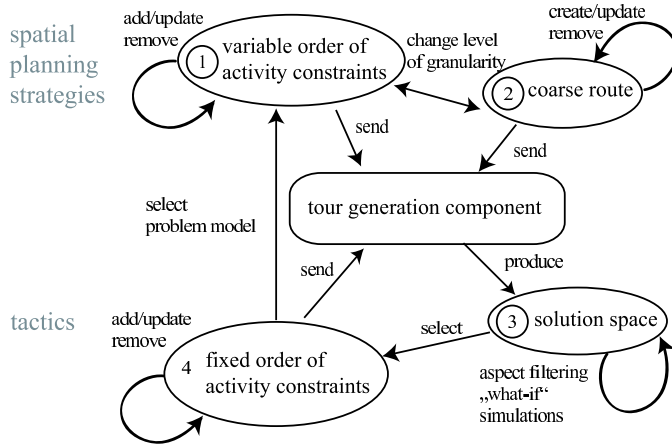 spatial
planning
strategies
add/update
remove
1
variable order of
activity constraints
change level
of granularity
create/update
remove
2
coarse route
send
send
tour generation component
select
problem model
send
produce
tactics
add/update
remove
4
fixed order of
activity constraints
select
3
solution space
aspect filtering
„what-if“
simulations